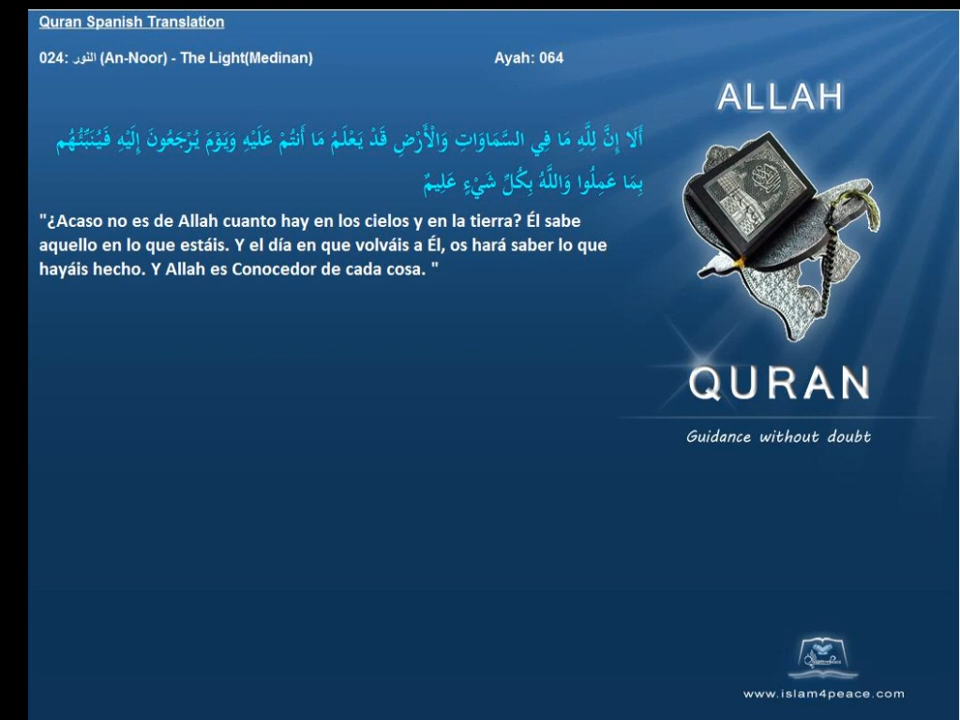 Quran Spanish Translation
024: النور (An-Noor) - The Light(Medinan) Ayah: 064
ALLAH
أَلَا إِنَّ لِلَّهِ مَا فِي السَّمَاوَاتِ وَالْأَرْضِ قَدْ يَعْلَمُ مَا أَنتُمْ عَلَيْهِ وَيَوْمَ يُرْجَعُونَ إِلَيْهِ فَيُنَبِّئُهُم
بِمَا عَمِلُوا وَاللَّهُ بِكُلِّ شَيْءٍ عَلِيمٌ
"¿Acaso no es de Allah cuanto hay en los cielos y en la tierra? Él sabe
aquello en lo que estáis. Y el día en que volváis a Él, os hará saber lo que
hayáis hecho. Y Allah es Conocedor de cada cosa. "
QURAN
Guidance without doubt
www.islam4peace.com